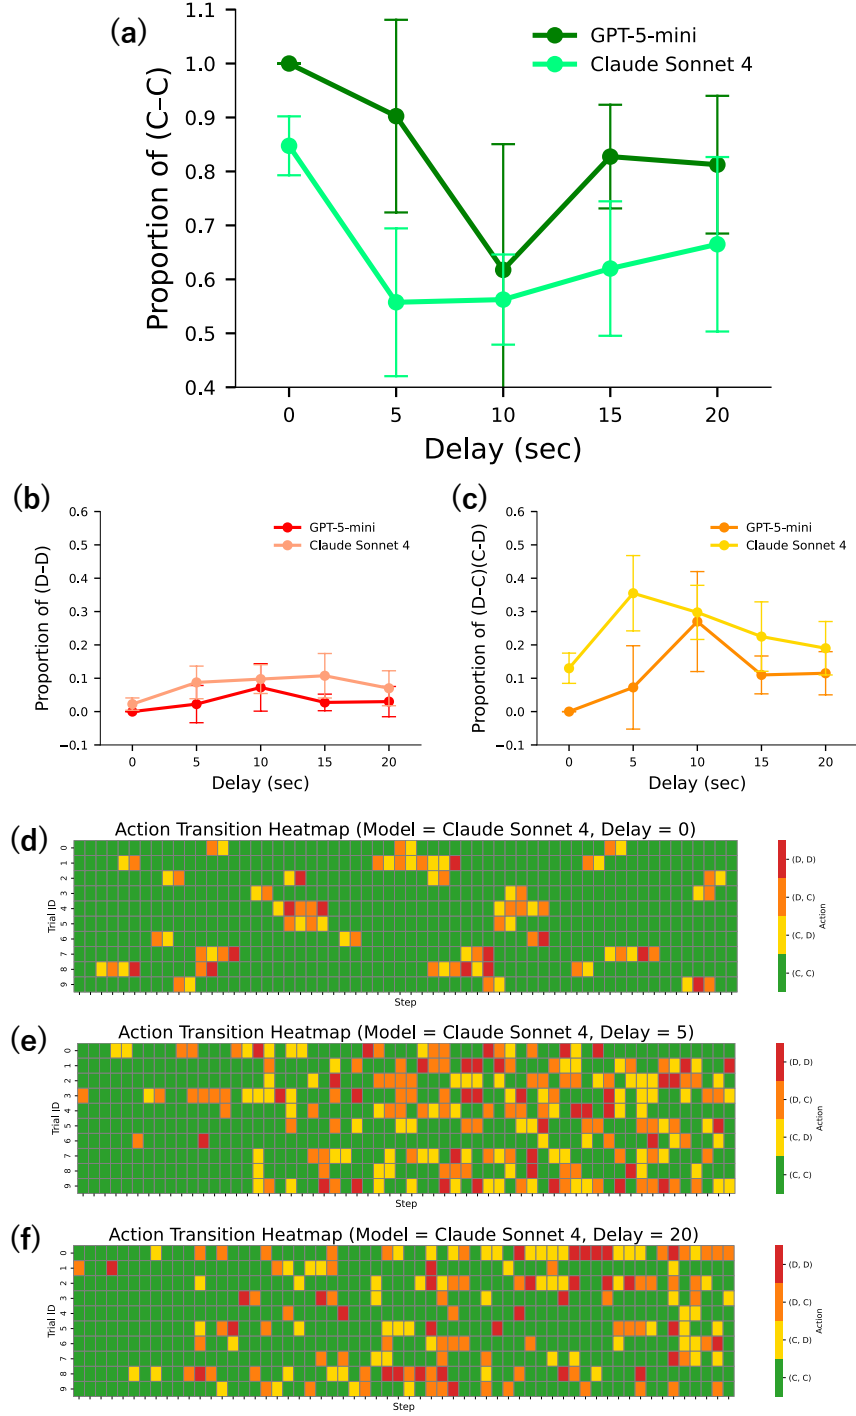 (a)
1.1
1.0
0.9
0.8
0.7
0.6
0.5
0.4
Proportion of (C–C)
GPT-5-mini
Claude Sonnet 4
0 5 10 15 20
Delay (sec)
(b)
0.6
0.5
0.4
0.3
0.2
0.1
0.0
−0.1
Proportion of (D–D)
GPT-5-mini
Claude Sonnet 4
0 5 10 15 20
Delay (sec)
(c)
0.6
0.5
0.4
0.3
0.2
0.1
0.0
−0.1
Proportion of (D–C)(C-D)
GPT-5-mini
Claude Sonnet 4
0 5 10 15 20
Delay (sec)
(d)
Action Transition Heatmap (Model = Claude Sonnet 4, Delay = 0)
Trial ID
0
1
2
3
4
5
6
7
8
9
Step
(D, D)
(D, C)
(C, D)
(C, C)
Action
(e)
Action Transition Heatmap (Model = Claude Sonnet 4, Delay = 5)
Trial ID
0
1
2
3
4
5
6
7
8
9
Step
(D, D)
(D, C)
(C, D)
(C, C)
Action
(f)
Action Transition Heatmap (Model = Claude Sonnet 4, Delay = 20)
Trial ID
0
1
2
3
4
5
6
7
8
9
Step
(D, D)
(D, C)
(C, D)
(C, C)
Action